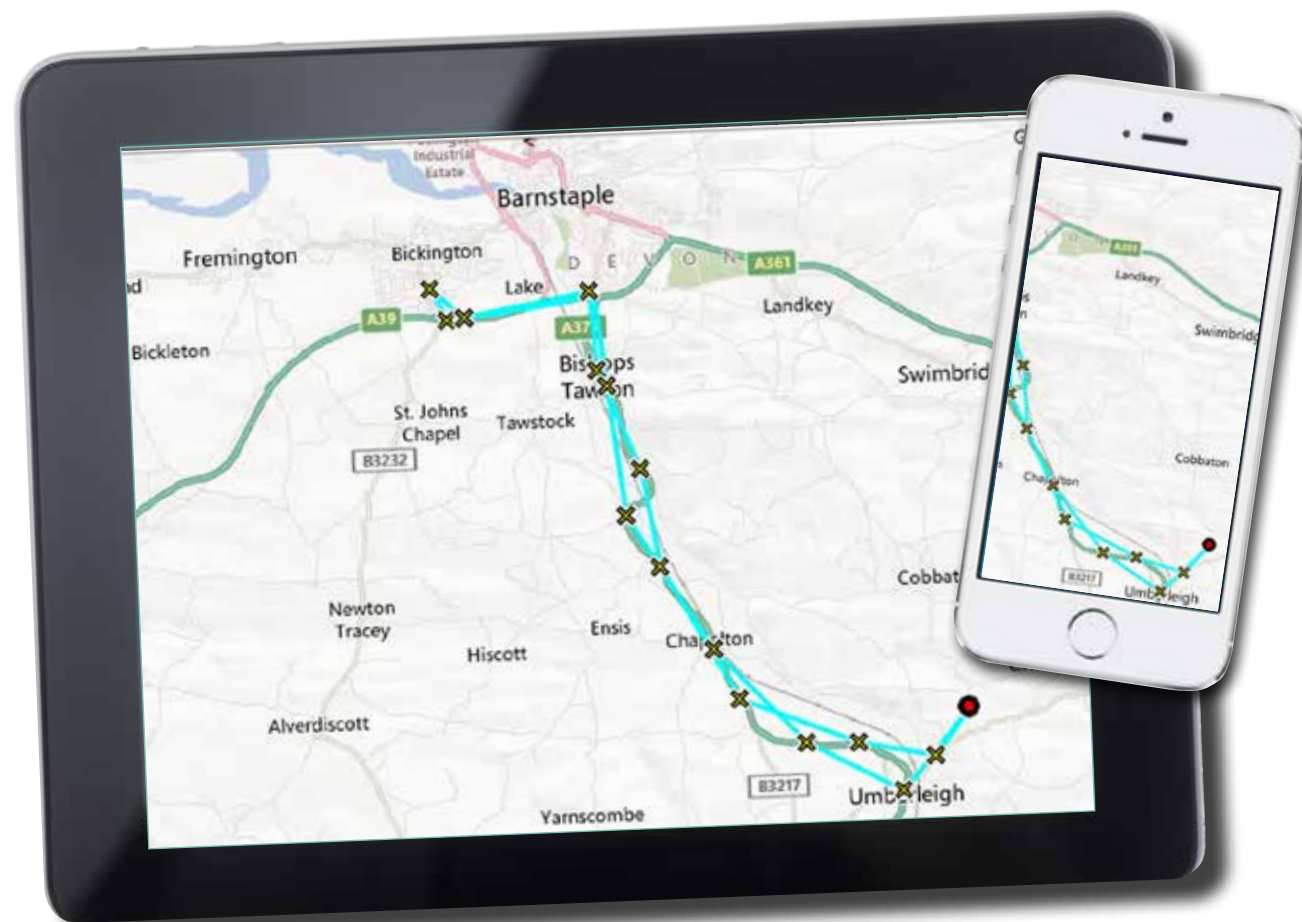 Industrial
Estate
Barnstaple
Fremington
Bickington
D E V O N
A361
Lake
Landkey
A39
A37
Bickleton
Bishops
Tawton
Swimbrid
St. Johns
Chapel
Tawstock
B3232
Cobbat
Newton
Tracey
Ensis
Hiscott
Chapelton
Alverdiscott
B3217
Umberleigh
Yarnscombe
A361
Landkey
Swimbridg
Cobbaton
Chapelton
B3217
Umberleigh